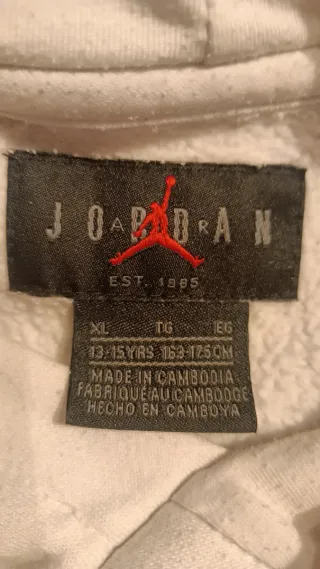 JORDAN
AIR
EST. 1985
XL TG EG
13-15YRS 163-175CM
MADE IN CAMBODIA
FABRIQUÉ AU CAMBODGE
HECHO EN CAMBOYA